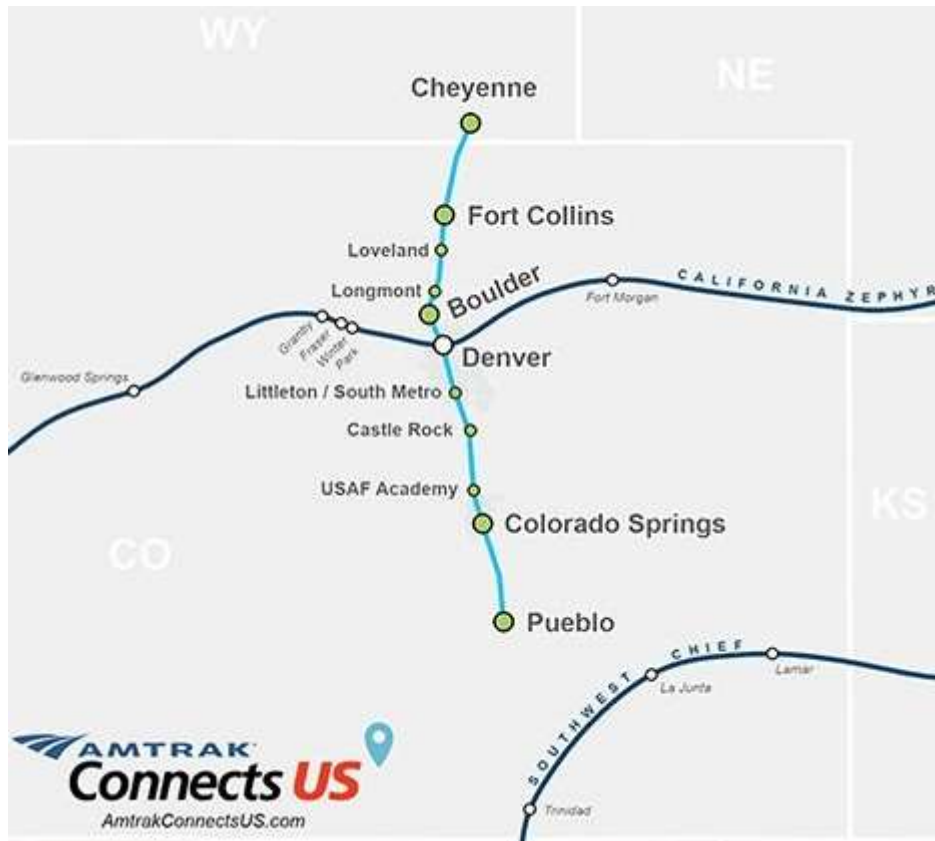 WY
NE
Cheyenne
Fort Collins
Loveland
Longmont
Boulder
CALIFORNIA ZEPHYR
Fort Morgan
Granby
Fraser
Winter
Park
Denver
Glenwood Springs
Littleton / South Metro
Castle Rock
USAF Academy
KS
Colorado Springs
CO
Pueblo
SOUTHWEST CHIEF
Lamar
La Junta
Trinidad
AMTRAK
Connects US
AmtrakConnectsUS.com